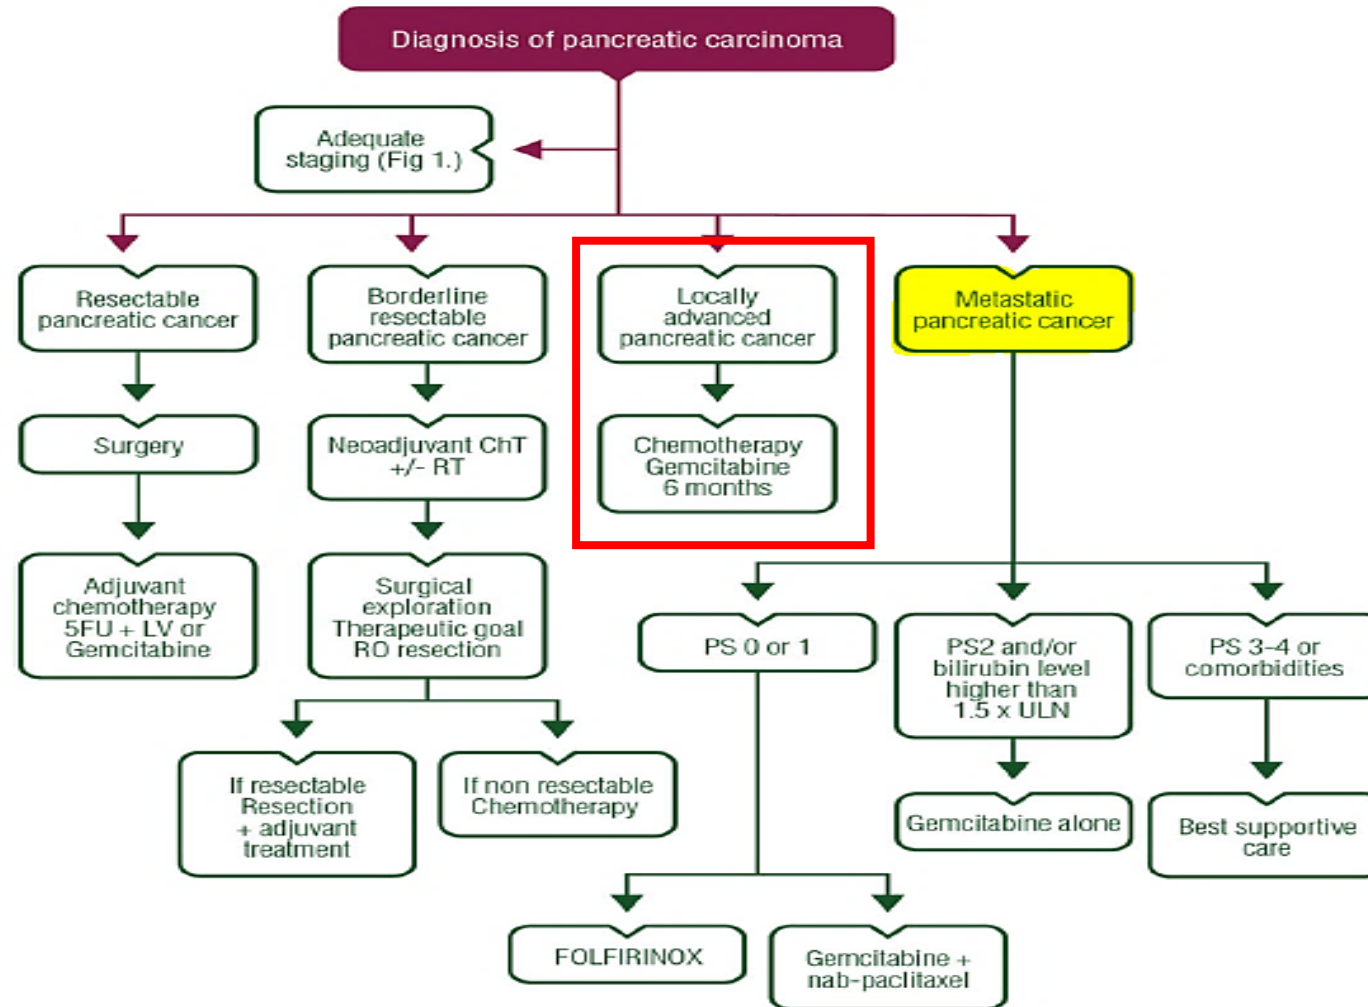 Diagnosis of pancreatic carcinoma
Adequate
staging (Fig 1.)
Resectable
pancreatic cancer
Borderline
resectable
pancreatic cancer
Locally
advanced
pancreatic cancer
Metastatic
pancreatic cancer
Surgery
Neoadjuvant ChT
+/- RT
Chemotherapy
Gemcitabine
6 months
Adjuvant
chemotherapy
5FU + LV or
Gemcitabine
Surgical
exploration
Therapeutic goal
RO resection
PS 0 or 1
PS2 and/or
bilirubin level
higher than
1.5 x ULN
PS 3-4 or
comorbidities
If resectable
Resection
+ adjuvant
treatment
If non resectable
Chemotherapy
Gemcitabine alone
Best supportive
care
FOLFIRINOX
Gemcitabine +
nab-paclitaxel